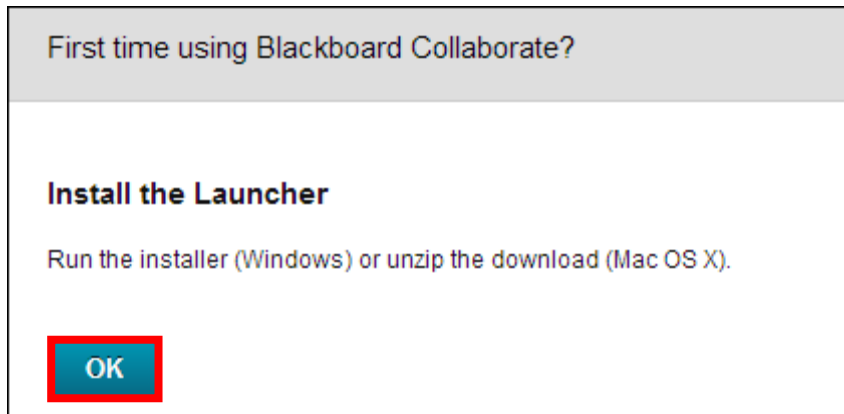 First time using Blackboard Collaborate?
Install the Launcher
Run the installer (Windows) or unzip the download (Mac OS X).
OK